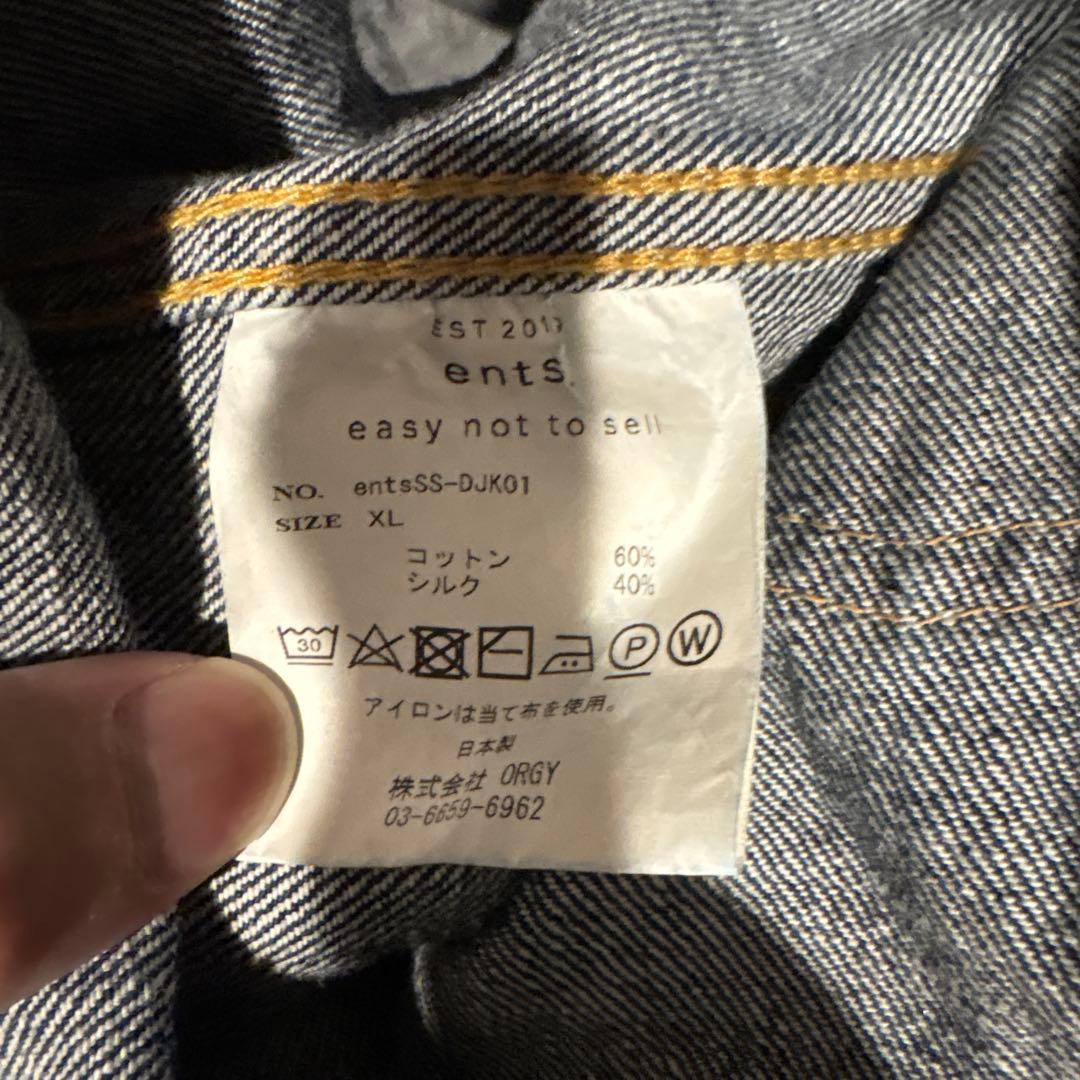 EST 2017
ents.
easy not to sell
NO. entsSS-DJK01
SIZE XL
コットン 60%
シルク 40%
30 P W
アイロンは当て布を使用。
日本製
株式会社 ORGY
03-6659-6962